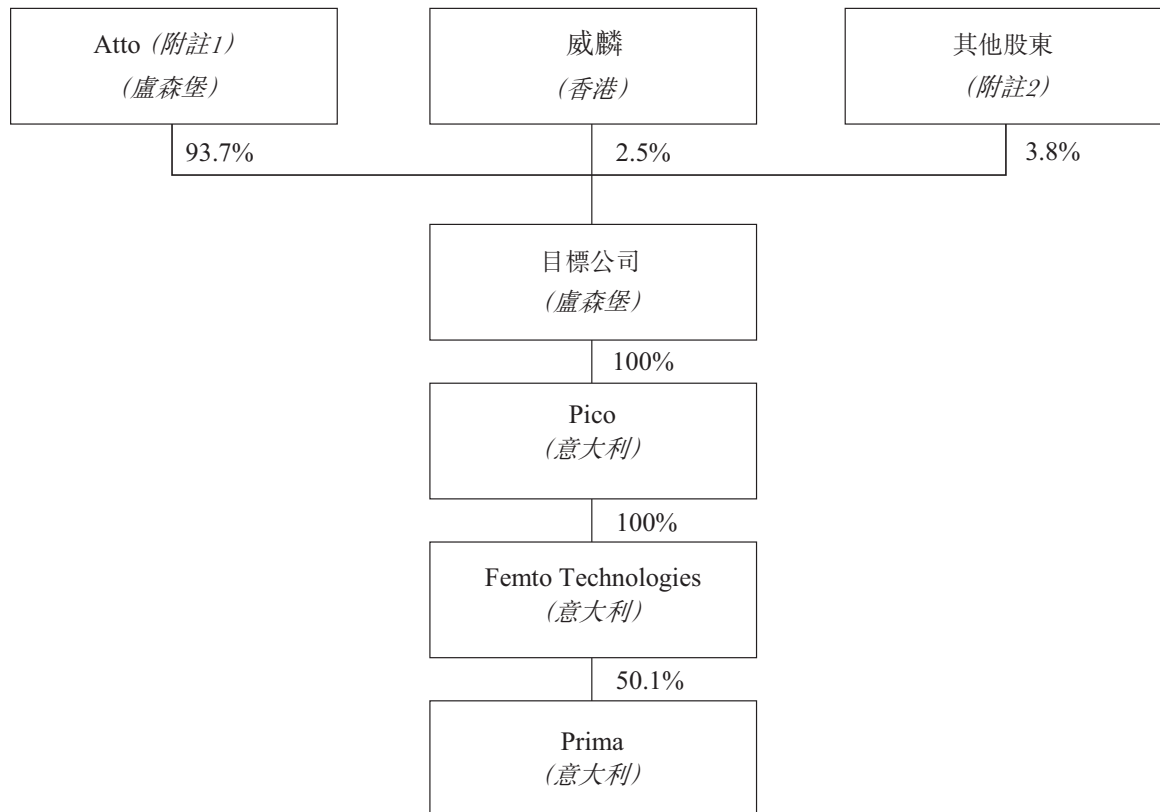 Atto (附註1)
(盧森堡)
威麟
(香港)
其他股東
(附註2)
93.7%
2.5%
3.8%
目標公司
(盧森堡)
100%
Pico
(意大利)
100%
Femto Technologies
(意大利)
50.1%
Prima
(意大利)